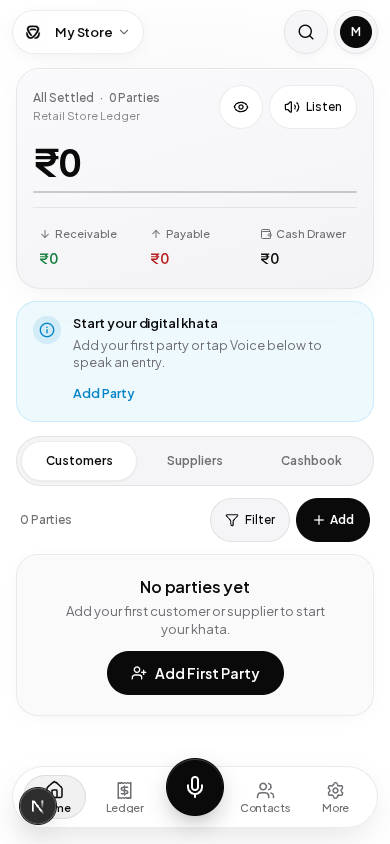 My Store
M
All Settled · 0 Parties
Retail Store Ledger
Listen
₹0
Receivable
Payable
Cash Drawer
₹0
₹0
₹0
Start your digital khata
Add your first party or tap Voice below to
speak an entry.
Add Party
Customers
Suppliers
Cashbook
0 Parties
Filter
Add
No parties yet
Add your first customer or supplier to start
your khata.
Add First Party
N
Ledger
Contacts
More